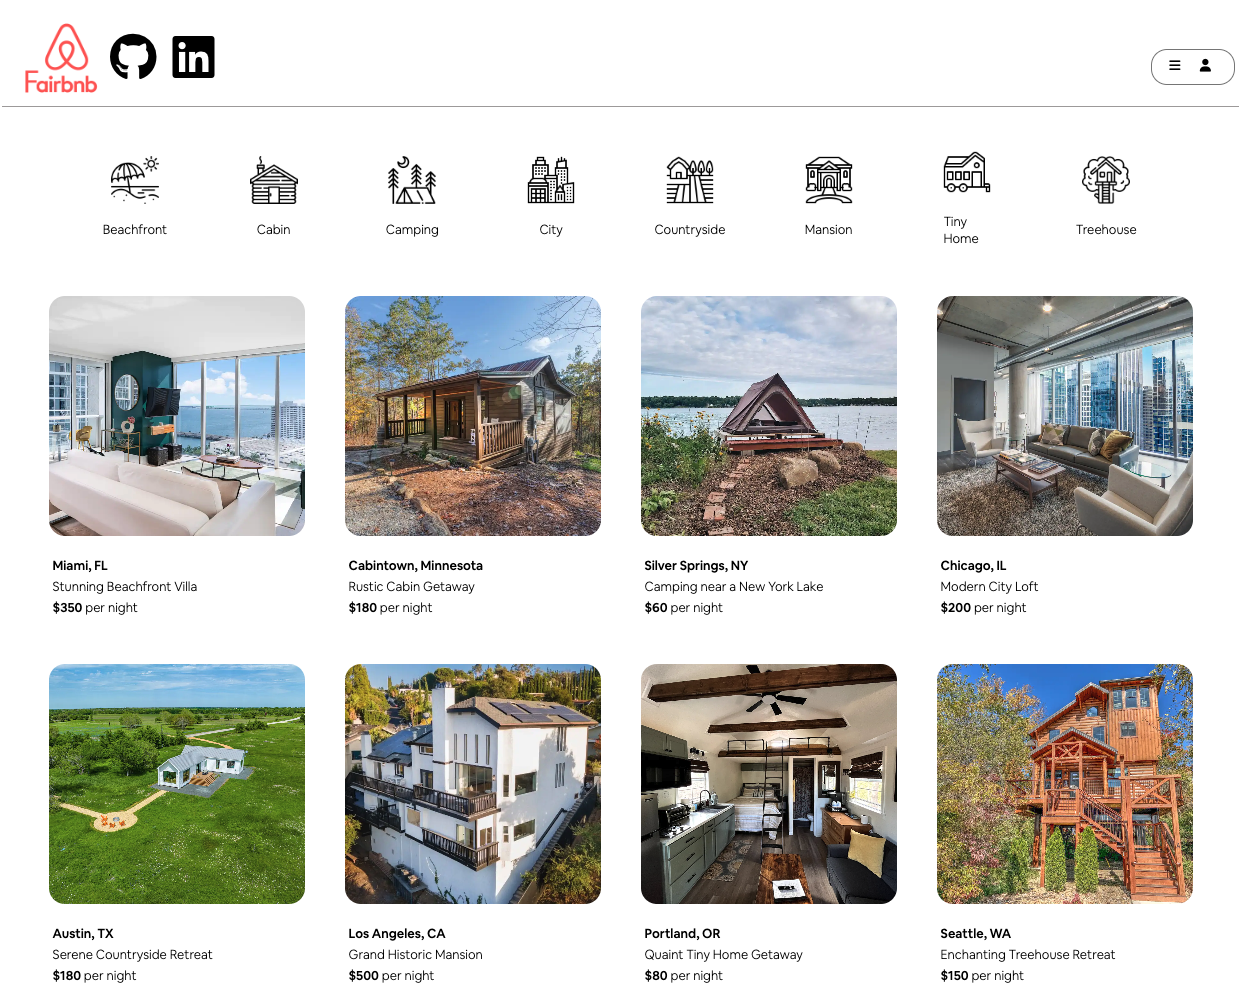 Fairbnb
in
Beachfront
Cabin
Camping
City
Countryside
Mansion
Tiny
Home
Treehouse
Miami, FL
Stunning Beachfront Villa
$350 per night
Cabintown, Minnesota
Rustic Cabin Getaway
$180 per night
Silver Springs, NY
Camping near a New York Lake
$60 per night
Chicago, IL
Modern City Loft
$200 per night
Austin, TX
Serene Countryside Retreat
$180 per night
Los Angeles, CA
Grand Historic Mansion
$500 per night
Portland, OR
Quaint Tiny Home Getaway
$80 per night
Seattle, WA
Enchanting Treehouse Retreat
$150 per night